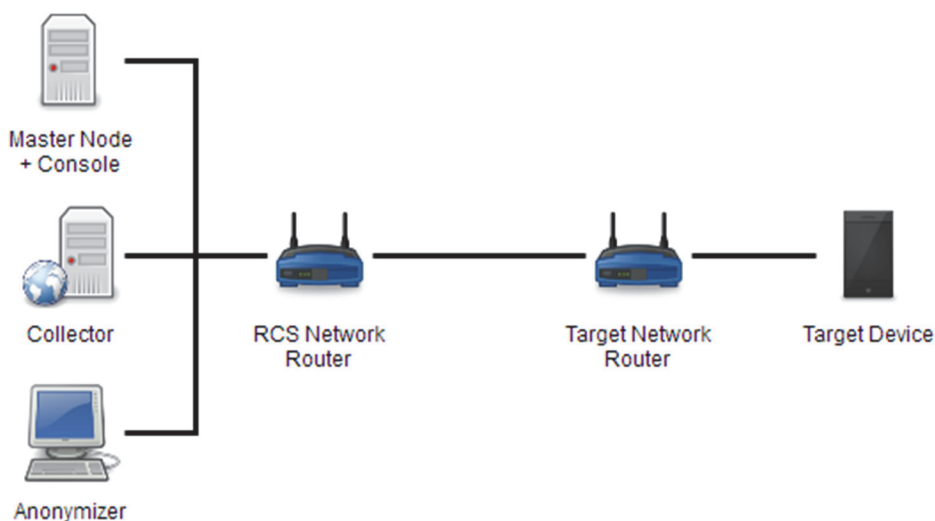 Master Node
+ Console
Collector
RCS Network
Router
Target Network
Router
Target Device
Anonymizer